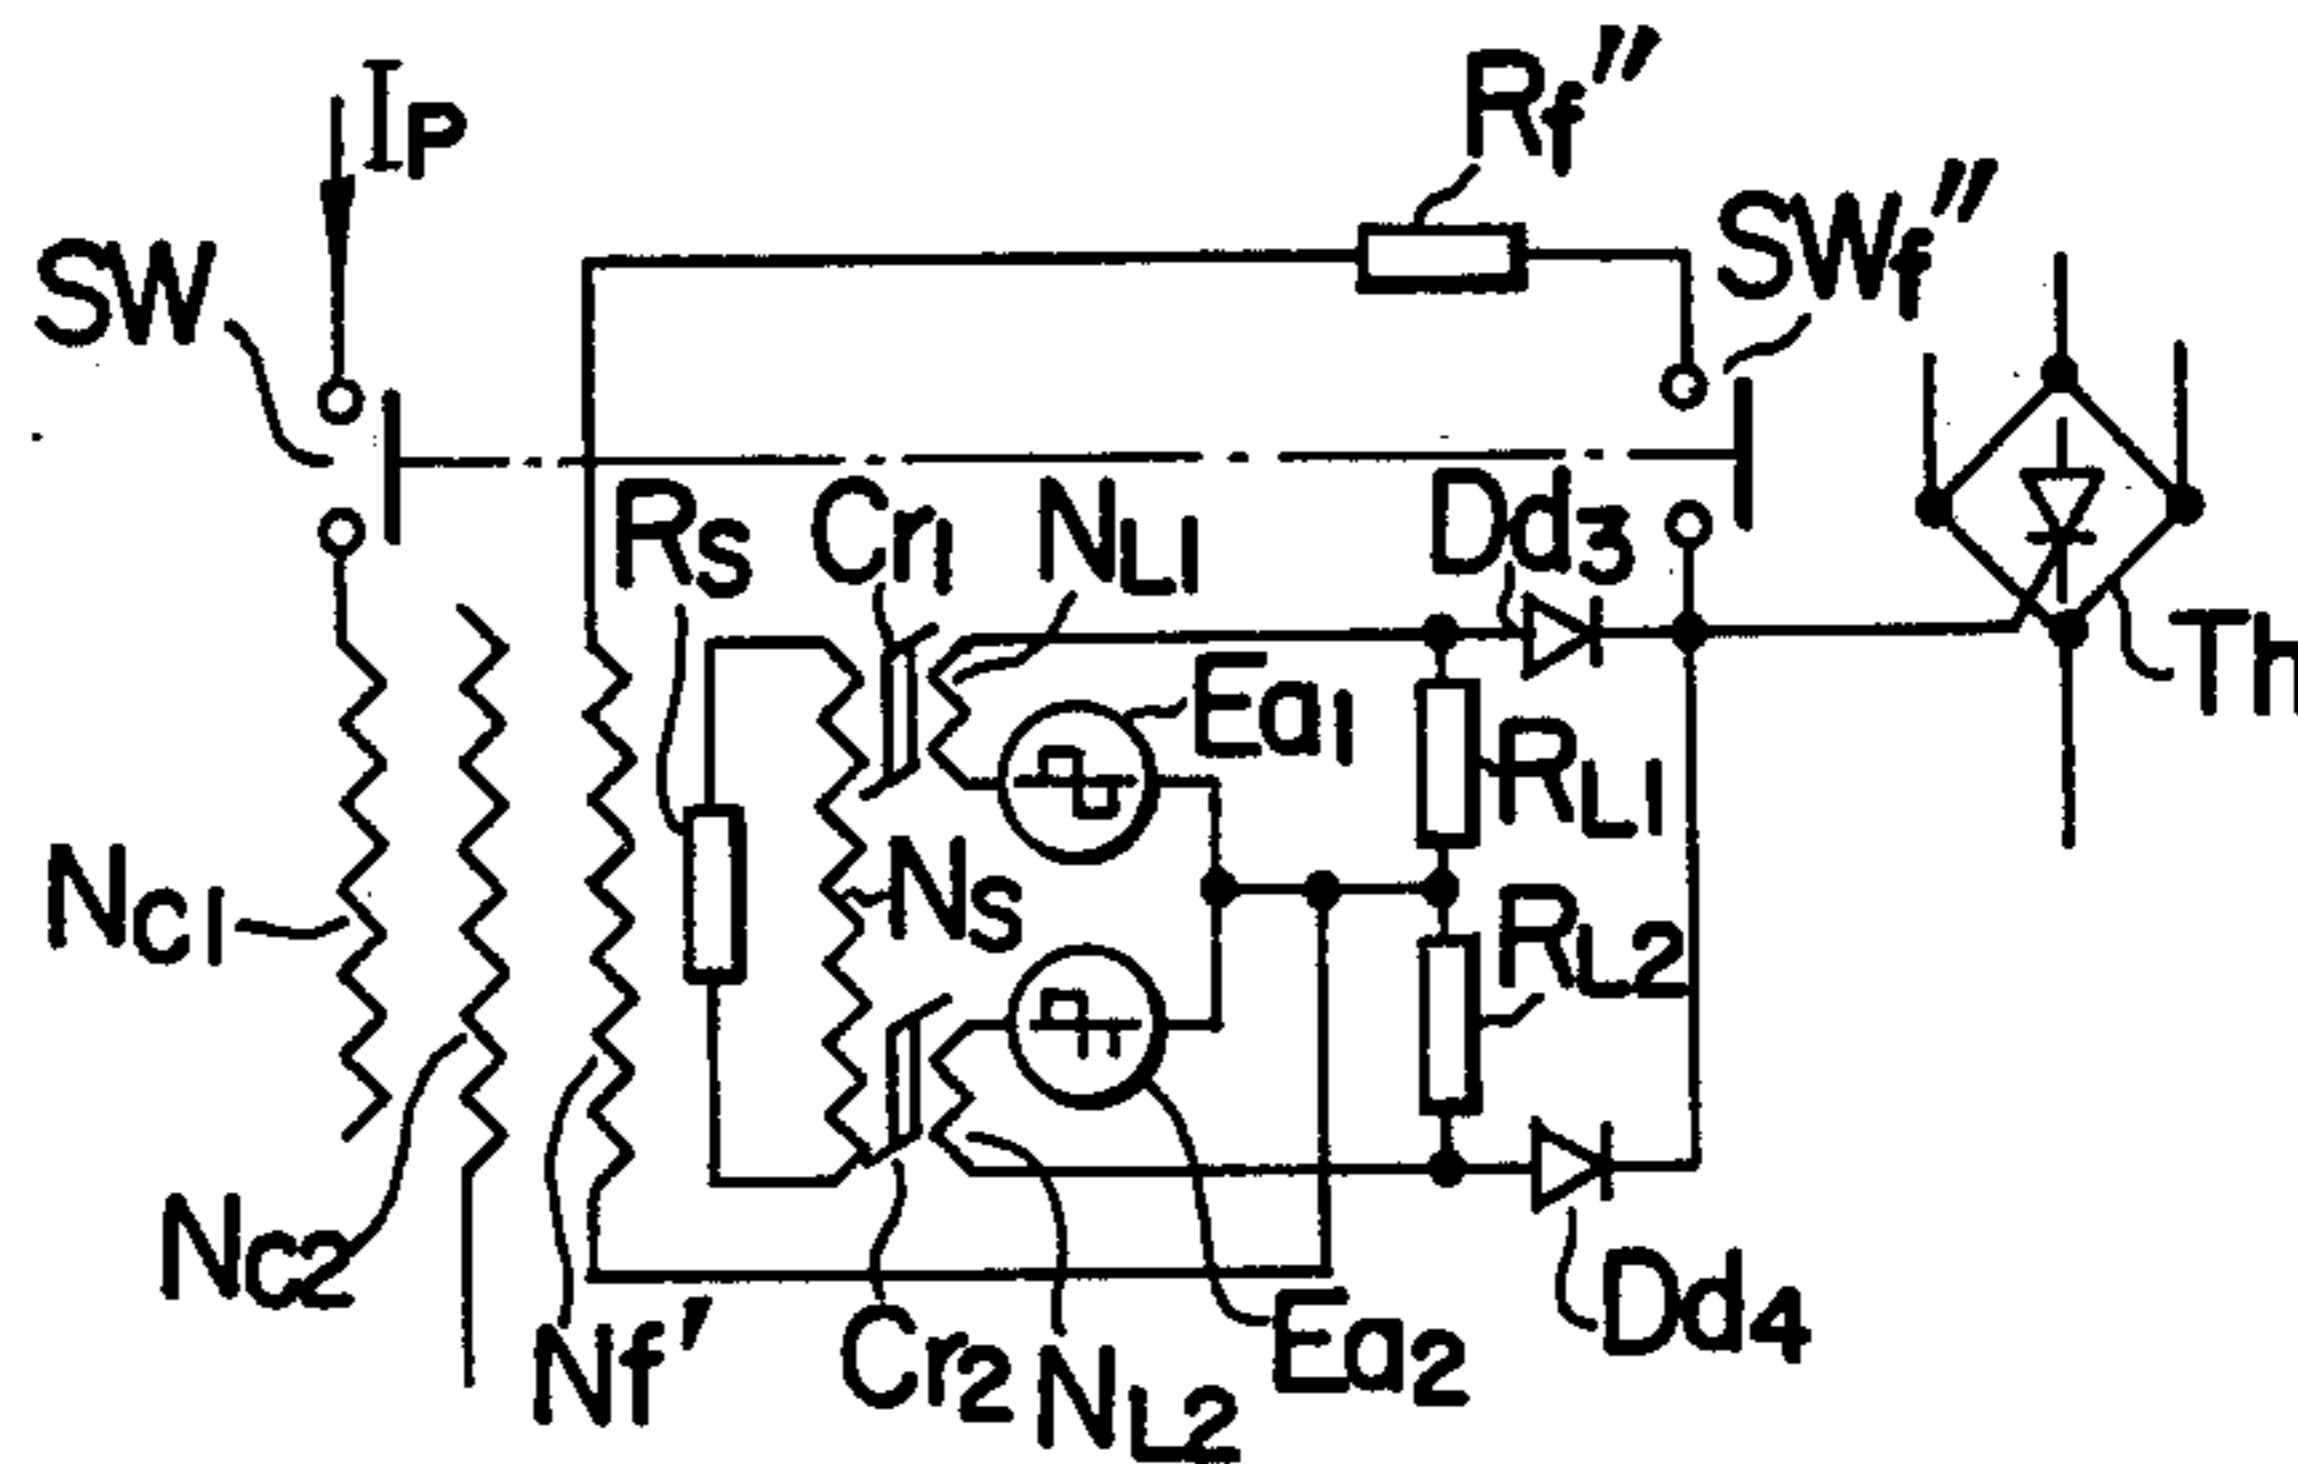 IP
Rf″
SWf″
SW
RS
Cr1
NL1
Dd3
Th
Ea1
RL1
NC1
NS
RL2
NC2
Nf′
Cr2
NL2
Ea2
Dd4